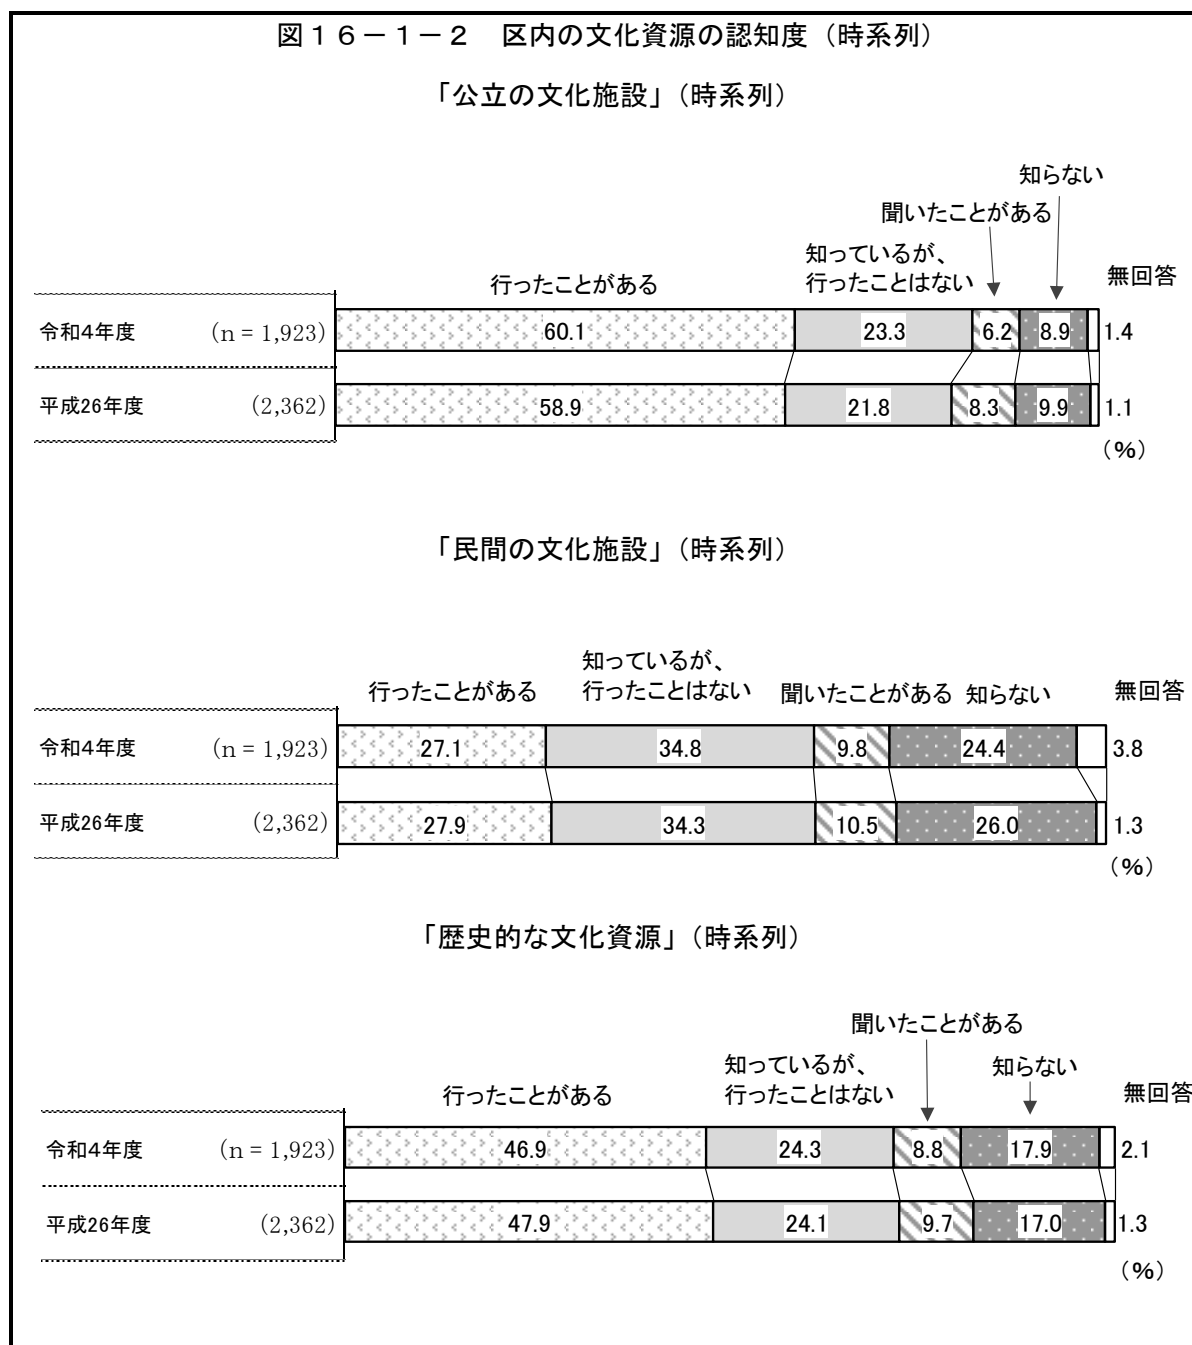 図16-1-2 区内の文化資源の認知度（時系列）
「公立の文化施設」（時系列）
知らない
聞いたことがある
知っているが、
行ったことがある 行ったことはない 無回答
令和4年度 (n = 1,923) 60.1 23.3 6.2 8.9 1.4
平成26年度 (2,362) 58.9 21.8 8.3 9.9 1.1
(%)
「民間の文化施設」（時系列）
知っているが、
行ったことがある 行ったことはない 聞いたことがある 知らない 無回答
令和4年度 (n = 1,923) 27.1 34.8 9.8 24.4 3.8
平成26年度 (2,362) 27.9 34.3 10.5 26.0 1.3
(%)
「歴史的な文化資源」（時系列）
聞いたことがある
知っているが、 知らない
行ったことがある 行ったことはない 無回答
令和4年度 (n = 1,923) 46.9 24.3 8.8 17.9 2.1
平成26年度 (2,362) 47.9 24.1 9.7 17.0 1.3
(%)